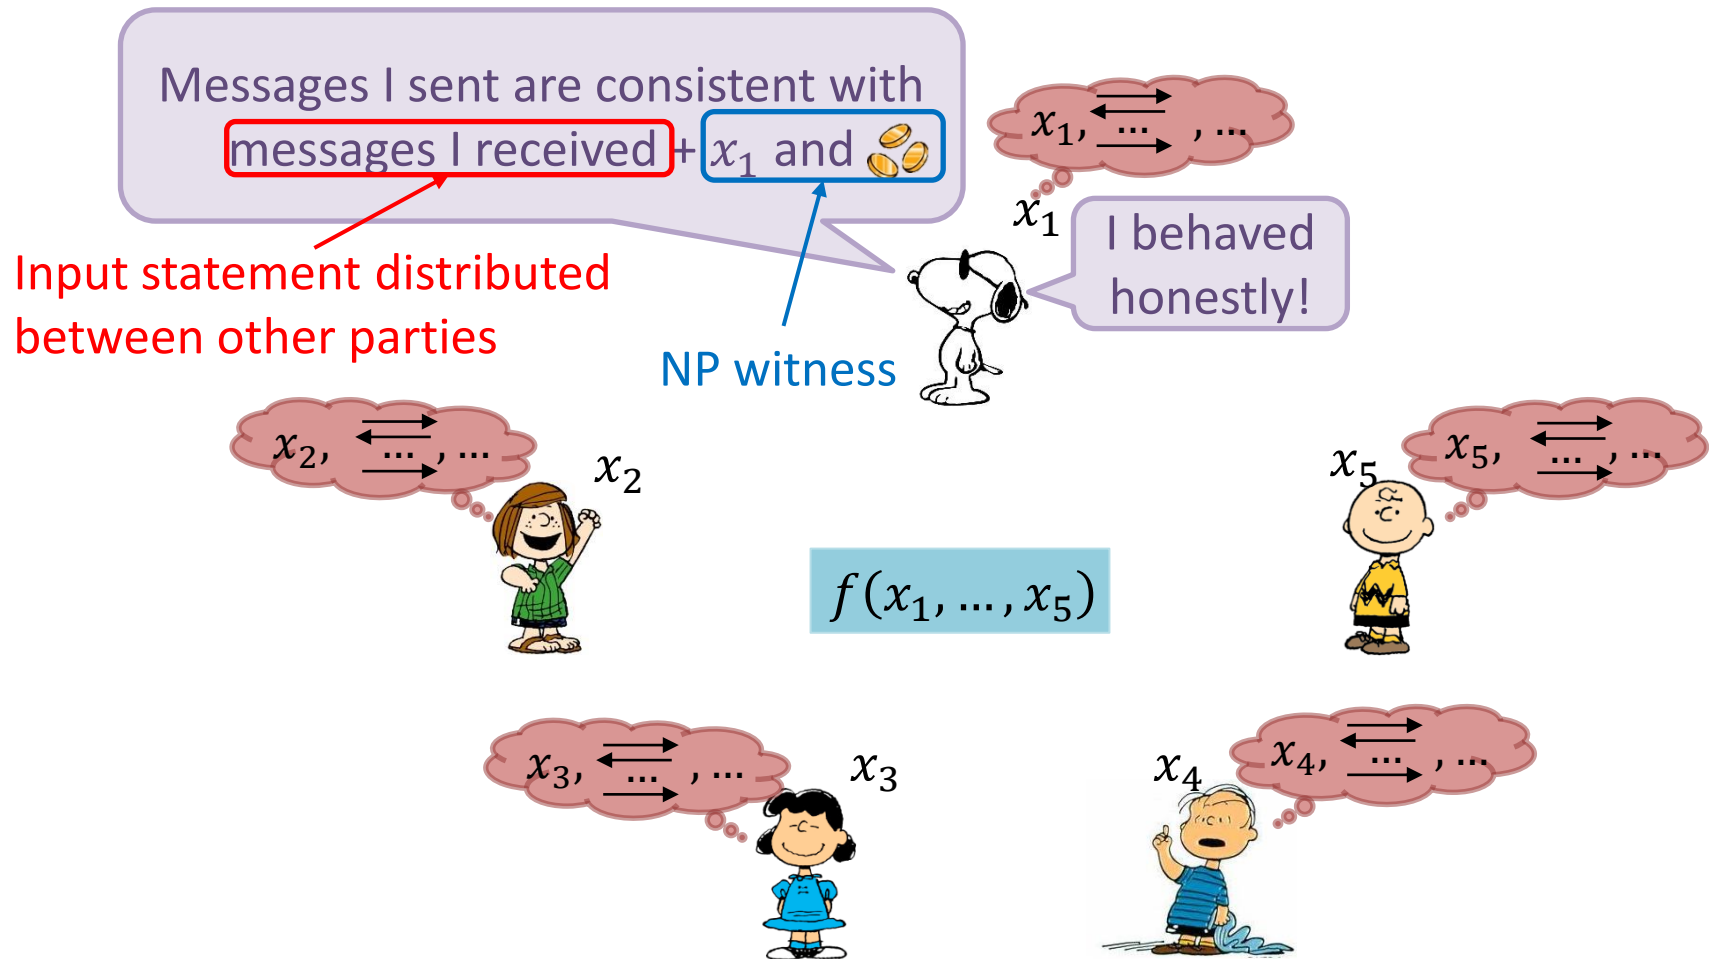 Messages I sent are consistent with
messages I received + x₁ and
x₁, ... , ...
x₁
I behaved
honestly!
Input statement distributed
between other parties
NP witness
x₂, ... , ...
x₂
x₅
x₅, ... , ...
f(x₁, ... , x₅)
x₃, ... , ...
x₃
x₄
x₄, ... , ...